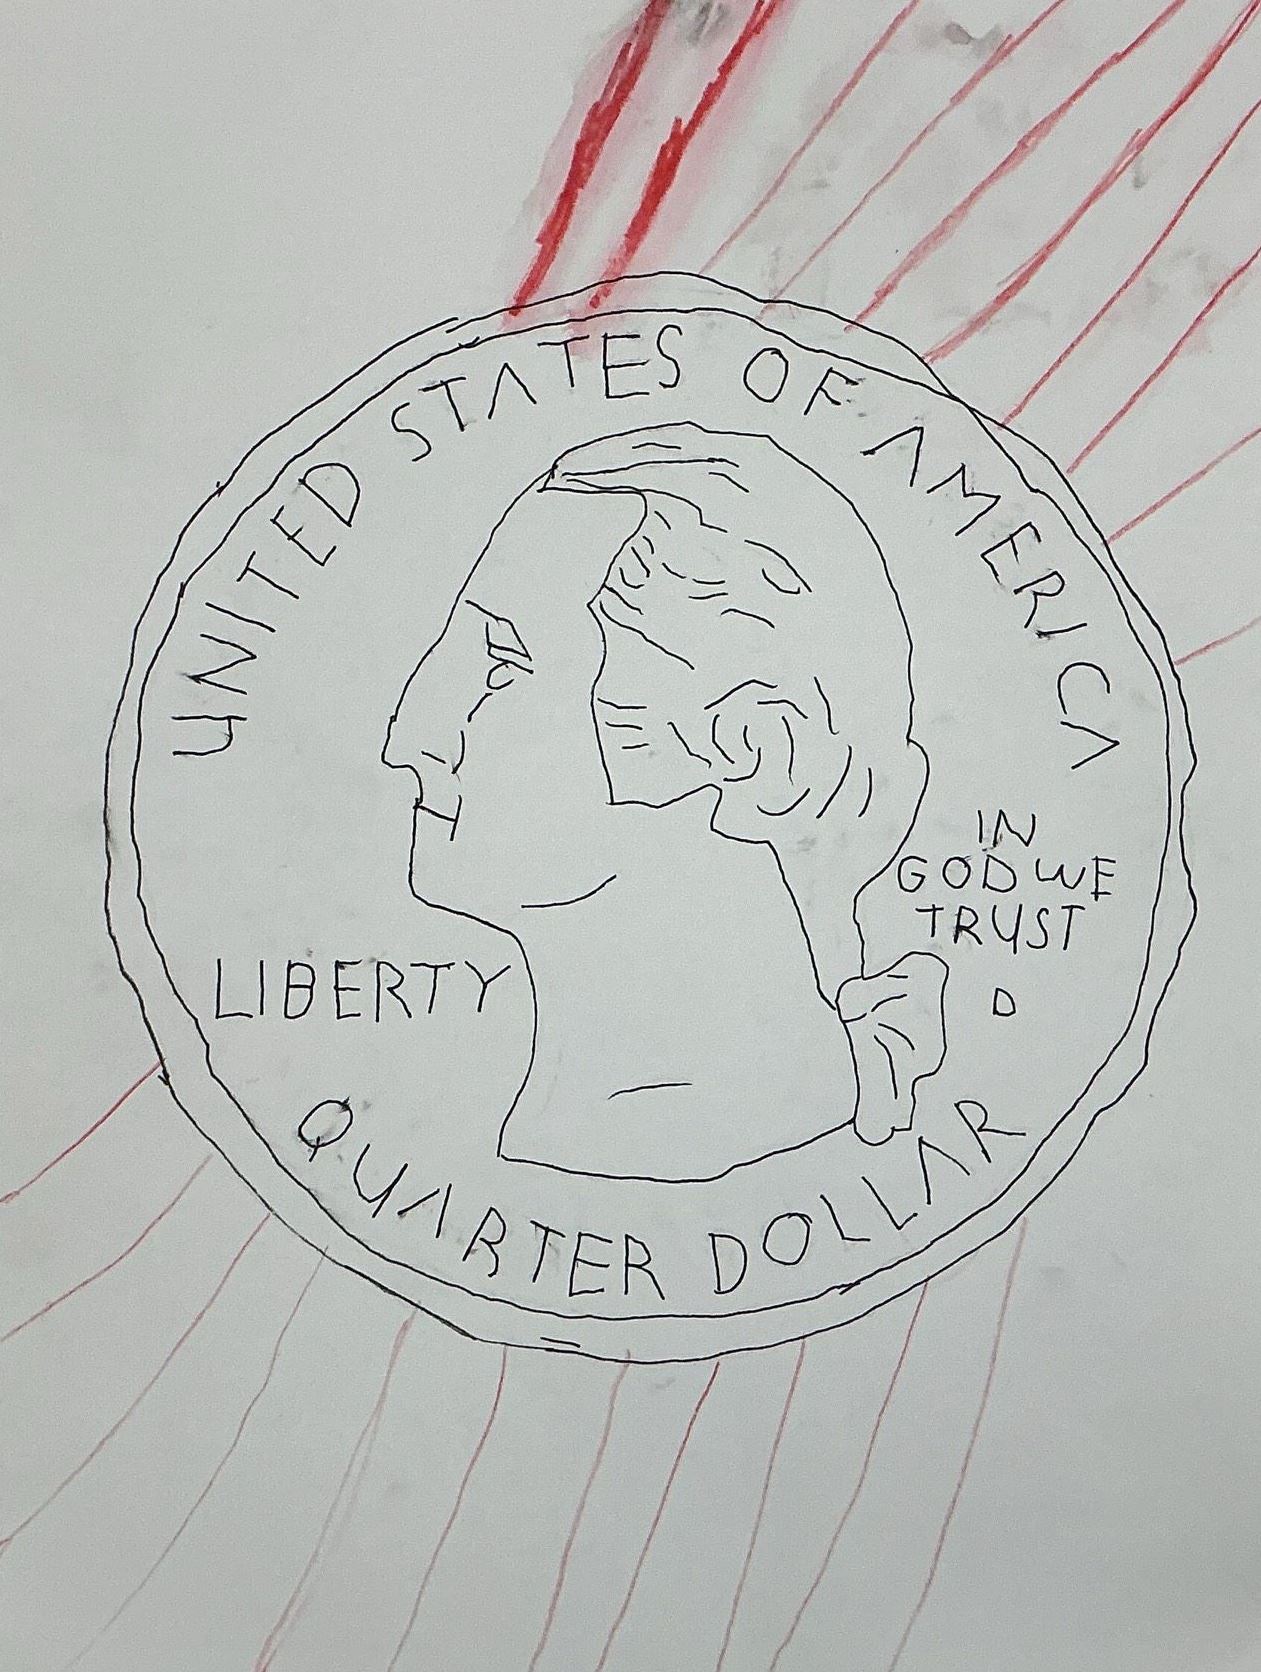 UNITED STATES OF AMERICA
IN
GOD WE
TRUST
D
LIBERTY
QUARTER DOLLAR